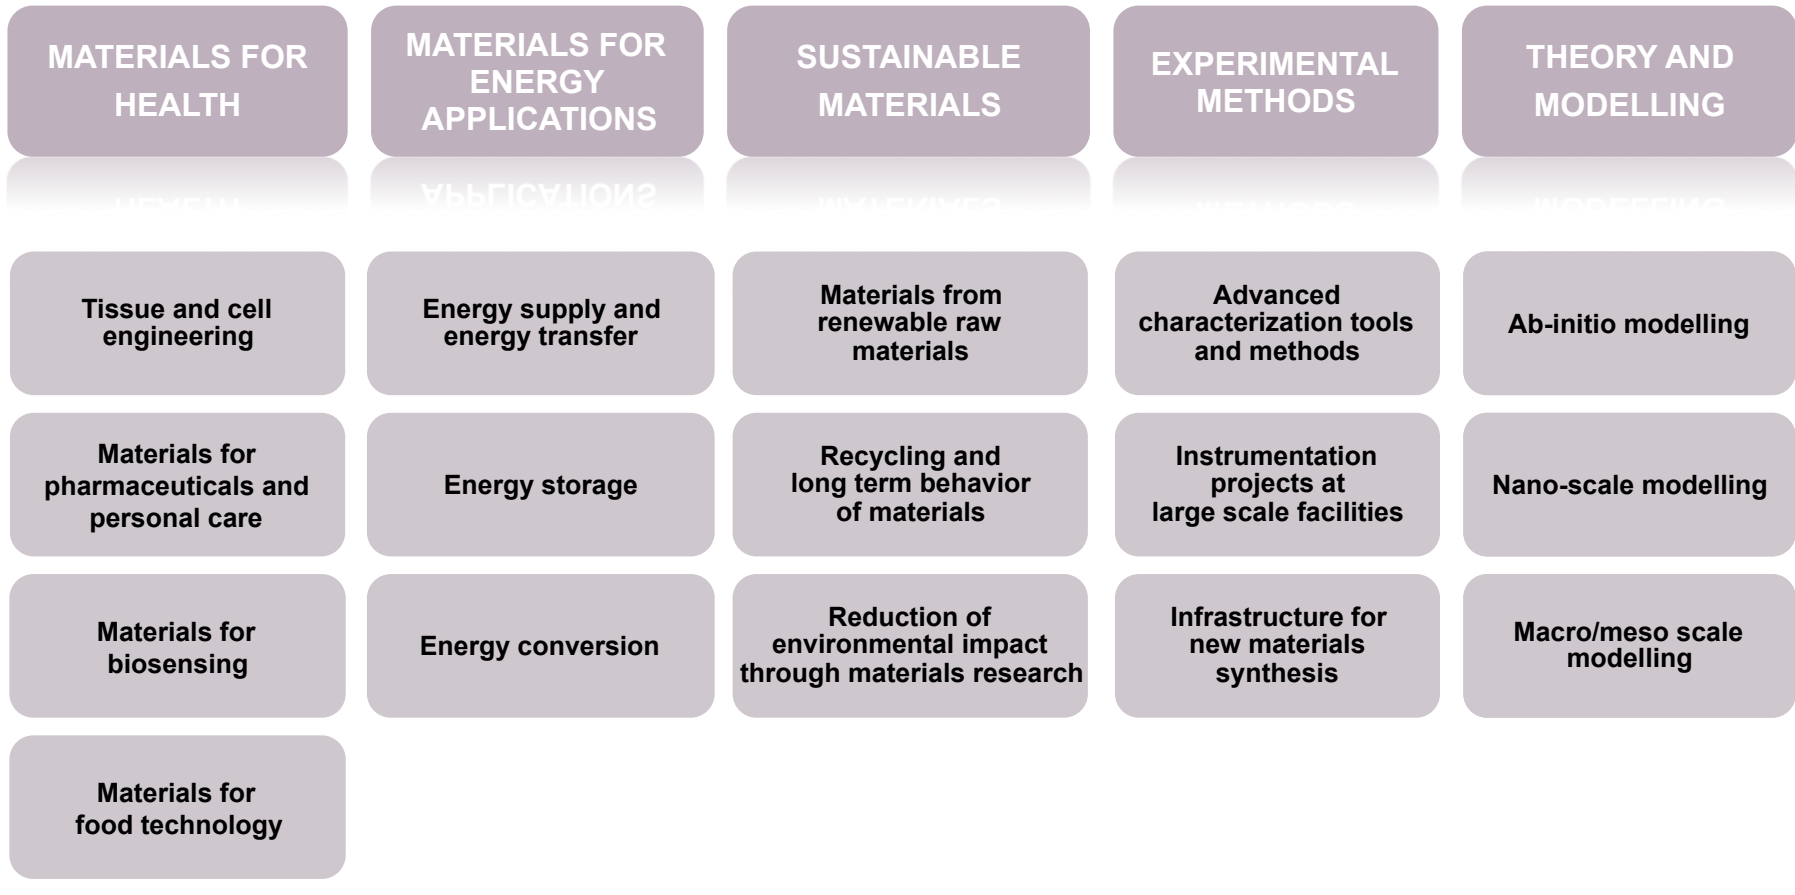 MATERIALS FOR
HEALTH
MATERIALS FOR
ENERGY
APPLICATIONS
SUSTAINABLE
MATERIALS
EXPERIMENTAL
METHODS
THEORY AND
MODELLING
Tissue and cell
engineering
Energy supply and
energy transfer
Materials from
renewable raw
materials
Advanced
characterization tools
and methods
Ab-initio modelling
Materials for
pharmaceuticals and
personal care
Energy storage
Recycling and
long term behavior
of materials
Instrumentation
projects at
large scale facilities
Nano-scale modelling
Materials for
biosensing
Energy conversion
Reduction of
environmental impact
through materials research
Infrastructure for
new materials
synthesis
Macro/meso scale
modelling
Materials for
food technology